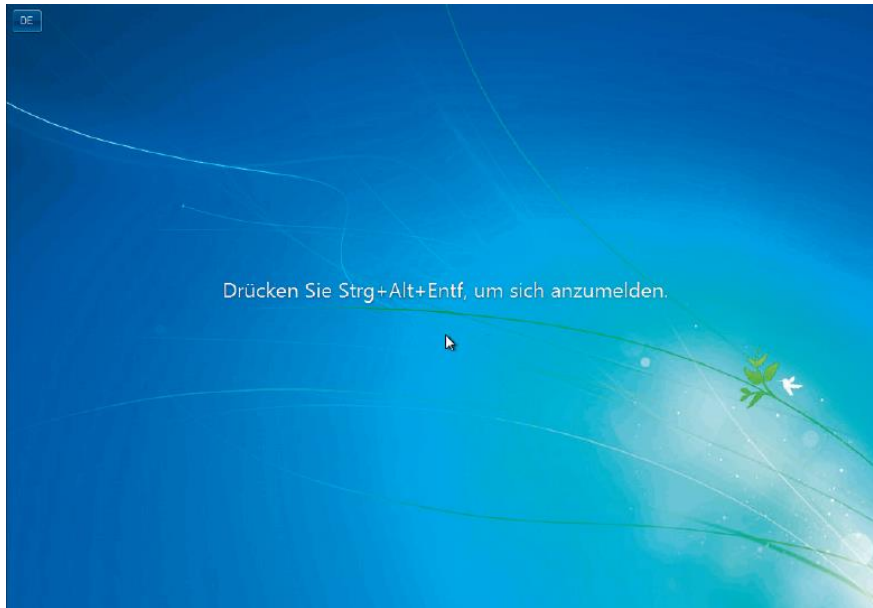 DE
Drücken Sie Strg+Alt+Entf, um sich anzumelden.